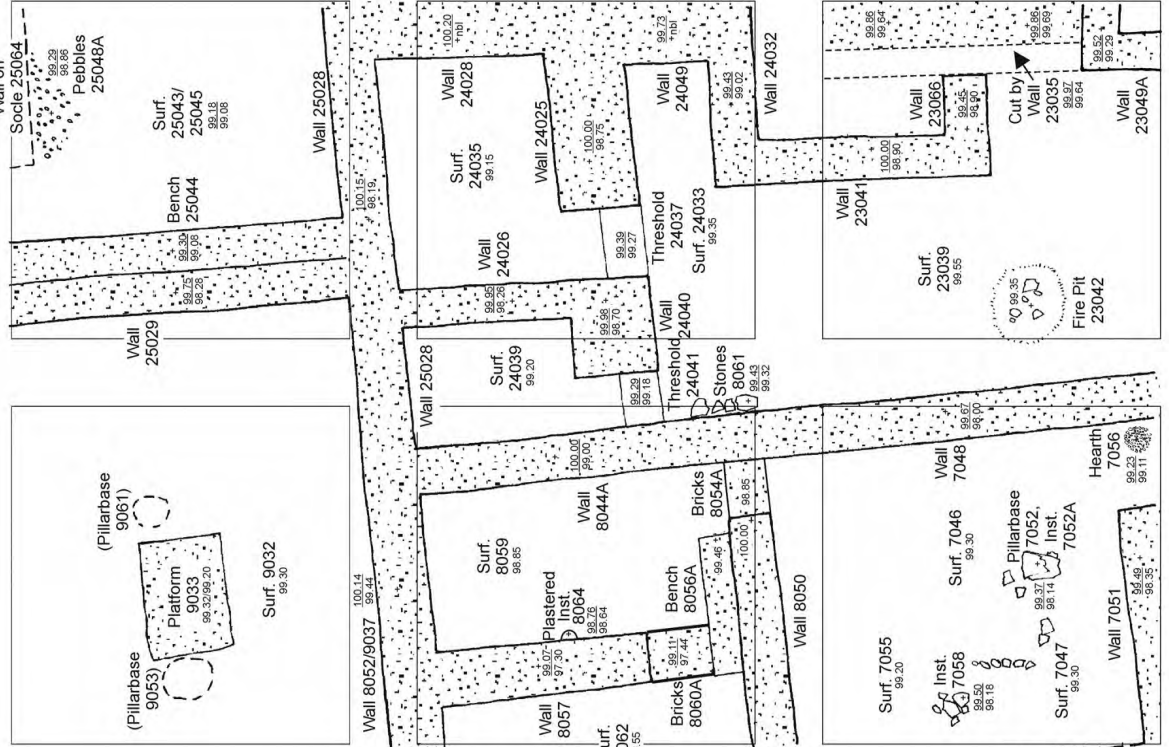 Socle 25064
99.29
98.86
Pebbles
25048A
Surf.
25043/
25045
99.18
99.08
Wall 25028
Bench
25044
99.30
99.08
99.75
98.28
Wall
25029
100.15
98.19
100.20
+nbl
Wall
24028
Surf.
24035
99.15
Wall 24025
100.00
98.75
99.73
+nbl
Wall
24049
99.43
99.02
Wall 24032
Wall
24026
99.39
99.27
Threshold
24037
Surf. 24033
99.35
99.95
98.26
99.98
98.70
Wall
24040
Wall 25028
Surf.
24039
99.20
99.29
99.18
Threshold
24041
Stones
8061
99.43
99.32
99.86
99.64
99.86
99.69
Cut by
Wall
23035
99.97
99.64
99.52
99.29
Wall
23049A
Wall
23066
99.45
98.90
100.00
98.90
Wall
23041
Surf.
23039
99.55
99.35
Fire Pit
23042
(Pillarbase
9061)
Platform
9033
99.32/99.20
Surf. 9032
99.30
(Pillarbase
9053)
100.14
99.44
Wall 8052/9037
100.00
99.00
Wall
8044A
Surf.
8059
98.85
Plastered
Inst.
8064
98.76
98.64
99.07
97.30
Wall
8057
Bricks
8054A
98.85
99.46
100.00
Bench
8056A
99.11
97.44
Bricks
8060A
Wall 8050
Surf.
99.67
98.00
Wall
7048
Hearth
7056
99.23
99.11
Surf. 7046
99.30
Pillarbase
7052,
Inst.
7052A
99.37
98.14
Surf. 7055
99.20
Inst.
7058
99.50
98.18
Surf. 7047
99.30
Wall 7051
99.49
98.35